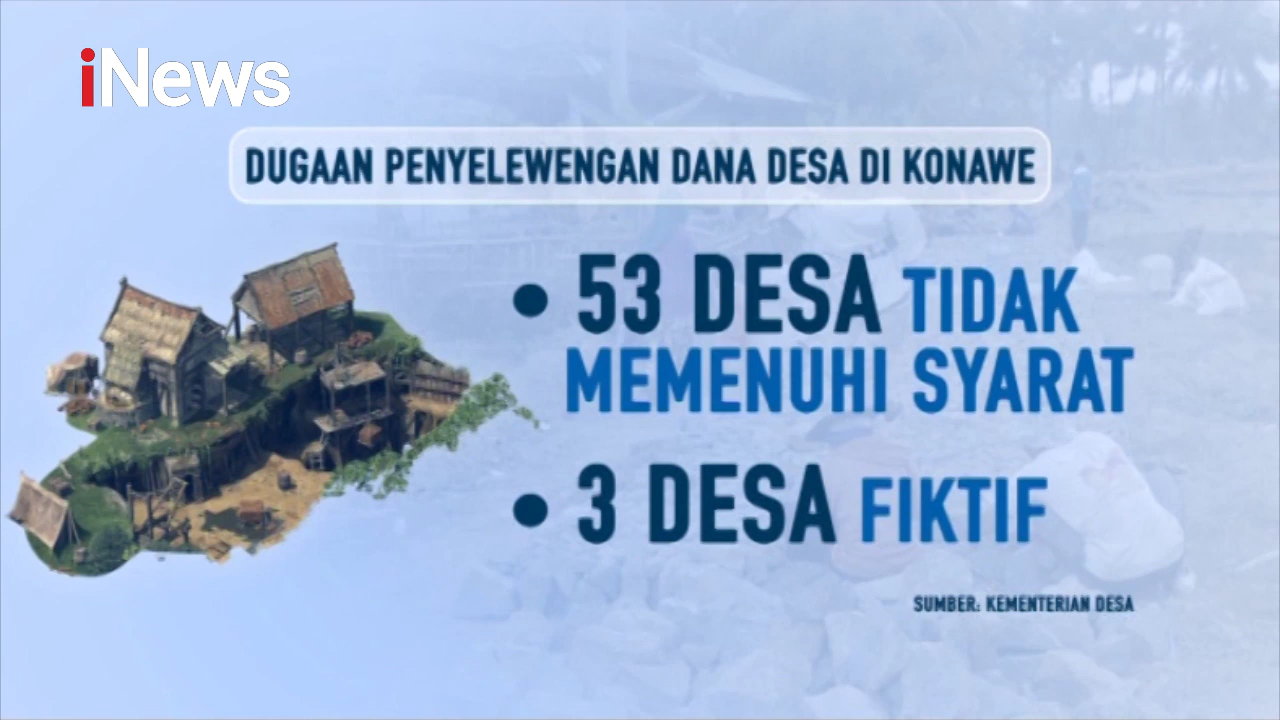 iNews
DUGAAN PENYELEWENGAN DANA DESA DI KONAWE
• 53 DESA TIDAK
MEMENUHI SYARAT
• 3 DESA FIKTIF
SUMBER: KEMENTERIAN DESA